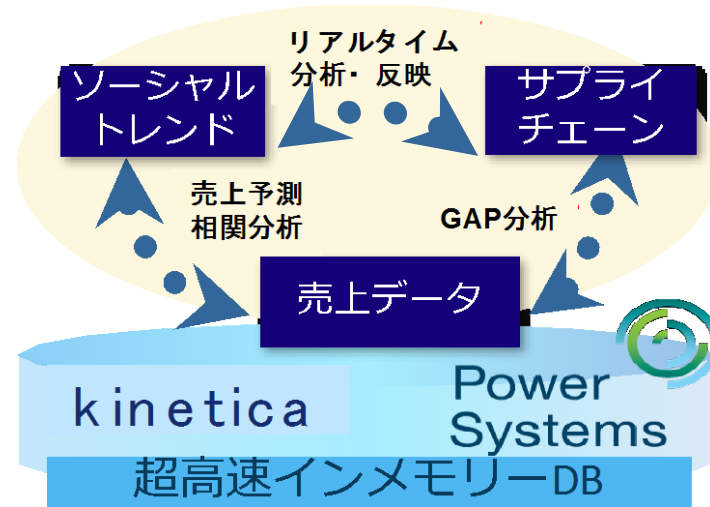 リアルタイム
分析・反映
ソーシャル
トレンド
サプライ
チェーン
売上予測
相関分析
GAP分析
売上データ
kinetica
Power
Systems
超高速インメモリーDB